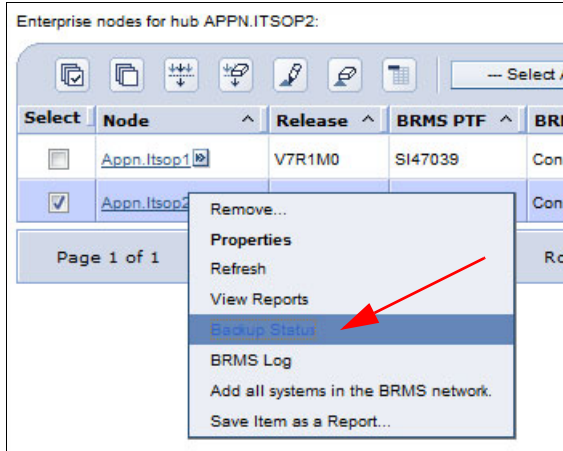 Enterprise nodes for hub APPN.ITSOP2:
--- Select
Select Node Release BRMS PTF
Appn.Itsop1 V7R1M0 SI47039 Con
Appn.Itsop2 Con
Remove...
Properties
Page 1 of 1
Refresh
View Reports
Backup Status
BRMS Log
Add all systems in the BRMS network.
Save Item as a Report...